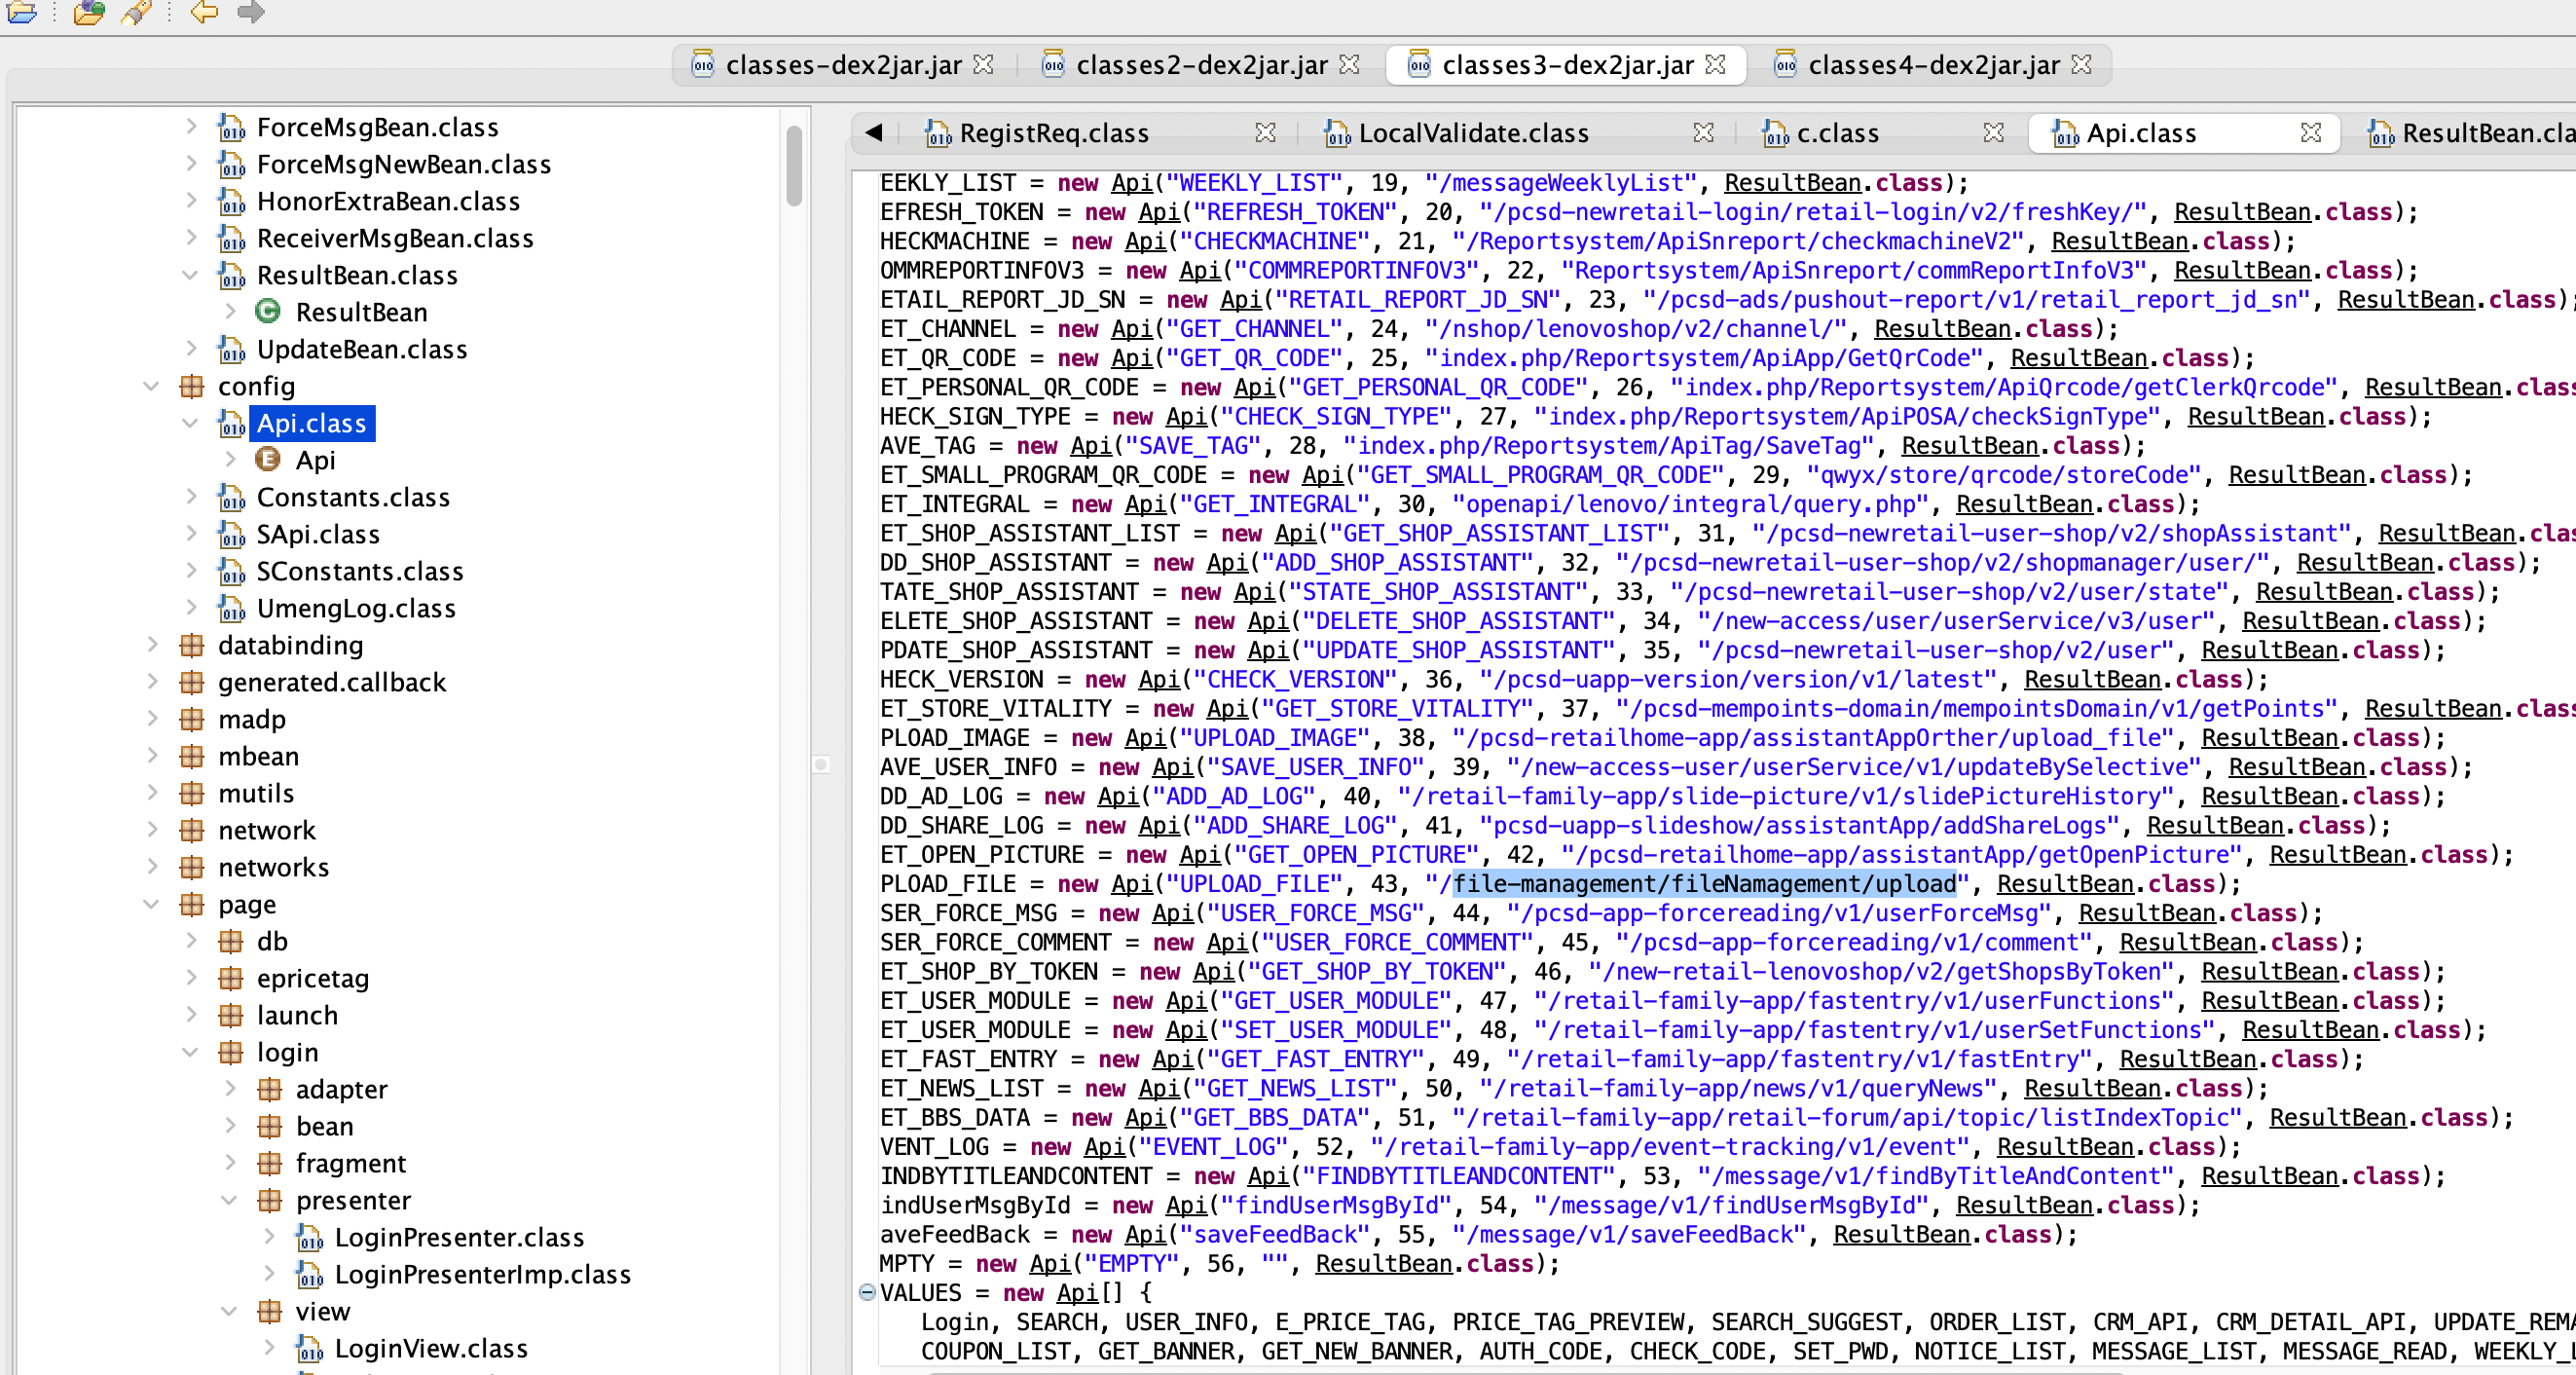 classes-dex2jar.jar classes2-dex2jar.jar classes3-dex2jar.jar classes4-dex2jar.jar
ForceMsgBean.class
ForceMsgNewBean.class
HonorExtraBean.class
ReceiverMsgBean.class
ResultBean.class
ResultBean
UpdateBean.class
config
Api.class
Api
Constants.class
SApi.class
SConstants.class
UmengLog.class
databinding
generated.callback
madp
mbean
mutils
network
networks
page
db
epricetag
launch
login
adapter
bean
fragment
presenter
LoginPresenter.class
LoginPresenterImp.class
view
LoginView.class
RegistReq.class LocalValidate.class c.class Api.class ResultBean.cla
EEKLY_LIST = new Api("WEEKLY_LIST", 19, "/messageWeeklyList", ResultBean.class);
EFRESH_TOKEN = new Api("REFRESH_TOKEN", 20, "/pcsd-newretail-login/retail-login/v2/freshKey/", ResultBean.class);
HECKMACHINE = new Api("CHECKMACHINE", 21, "/Reportsystem/ApiSnreport/checkmachineV2", ResultBean.class);
OMMREPORTINFOV3 = new Api("COMMREPORTINFOV3", 22, "Reportsystem/ApiSnreport/commReportInfoV3", ResultBean.class);
ETAIL_REPORT_JD_SN = new Api("RETAIL_REPORT_JD_SN", 23, "/pcsd-ads/pushout-report/v1/retail_report_jd_sn", ResultBean.class);
ET_CHANNEL = new Api("GET_CHANNEL", 24, "/nshop/lenovoshop/v2/channel/", ResultBean.class);
ET_QR_CODE = new Api("GET_QR_CODE", 25, "index.php/Reportsystem/ApiApp/GetQrCode", ResultBean.class);
ET_PERSONAL_QR_CODE = new Api("GET_PERSONAL_QR_CODE", 26, "index.php/Reportsystem/ApiQrcode/getClerkQrcode", ResultBean.class
HECK_SIGN_TYPE = new Api("CHECK_SIGN_TYPE", 27, "index.php/Reportsystem/ApiPOSA/checkSignType", ResultBean.class);
AVE_TAG = new Api("SAVE_TAG", 28, "index.php/Reportsystem/ApiTag/SaveTag", ResultBean.class);
ET_SMALL_PROGRAM_QR_CODE = new Api("GET_SMALL_PROGRAM_QR_CODE", 29, "qwyx/store/qrcode/storeCode", ResultBean.class);
ET_INTEGRAL = new Api("GET_INTEGRAL", 30, "openapi/lenovo/integral/query.php", ResultBean.class);
ET_SHOP_ASSISTANT_LIST = new Api("GET_SHOP_ASSISTANT_LIST", 31, "/pcsd-newretail-user-shop/v2/shopAssistant", ResultBean.clas
DD_SHOP_ASSISTANT = new Api("ADD_SHOP_ASSISTANT", 32, "/pcsd-newretail-user-shop/v2/shopmanager/user/", ResultBean.class);
TATE_SHOP_ASSISTANT = new Api("STATE_SHOP_ASSISTANT", 33, "/pcsd-newretail-user-shop/v2/user/state", ResultBean.class);
ELETE_SHOP_ASSISTANT = new Api("DELETE_SHOP_ASSISTANT", 34, "/new-access/user/userService/v3/user", ResultBean.class);
PDATE_SHOP_ASSISTANT = new Api("UPDATE_SHOP_ASSISTANT", 35, "/pcsd-newretail-user-shop/v2/user", ResultBean.class);
HECK_VERSION = new Api("CHECK_VERSION", 36, "/pcsd-uapp-version/version/v1/latest", ResultBean.class);
ET_STORE_VITALITY = new Api("GET_STORE_VITALITY", 37, "/pcsd-mempoints-domain/mempointsDomain/v1/getPoints", ResultBean.class
PLOAD_IMAGE = new Api("UPLOAD_IMAGE", 38, "/pcsd-retailhome-app/assistantAppOrther/upload_file", ResultBean.class);
AVE_USER_INFO = new Api("SAVE_USER_INFO", 39, "/new-access-user/userService/v1/updateBySelective", ResultBean.class);
DD_AD_LOG = new Api("ADD_AD_LOG", 40, "/retail-family-app/slide-picture/v1/slidePictureHistory", ResultBean.class);
DD_SHARE_LOG = new Api("ADD_SHARE_LOG", 41, "pcsd-uapp-slideshow/assistantApp/addShareLogs", ResultBean.class);
ET_OPEN_PICTURE = new Api("GET_OPEN_PICTURE", 42, "/pcsd-retailhome-app/assistantApp/getOpenPicture", ResultBean.class);
PLOAD_FILE = new Api("UPLOAD_FILE", 43, "/file-management/fileNamagement/upload", ResultBean.class);
SER_FORCE_MSG = new Api("USER_FORCE_MSG", 44, "/pcsd-app-forcereading/v1/userForceMsg", ResultBean.class);
SER_FORCE_COMMENT = new Api("USER_FORCE_COMMENT", 45, "/pcsd-app-forcereading/v1/comment", ResultBean.class);
ET_SHOP_BY_TOKEN = new Api("GET_SHOP_BY_TOKEN", 46, "/new-retail-lenovoshop/v2/getShopsByToken", ResultBean.class);
ET_USER_MODULE = new Api("GET_USER_MODULE", 47, "/retail-family-app/fastentry/v1/userFunctions", ResultBean.class);
ET_USER_MODULE = new Api("SET_USER_MODULE", 48, "/retail-family-app/fastentry/v1/userSetFunctions", ResultBean.class);
ET_FAST_ENTRY = new Api("GET_FAST_ENTRY", 49, "/retail-family-app/fastentry/v1/fastEntry", ResultBean.class);
ET_NEWS_LIST = new Api("GET_NEWS_LIST", 50, "/retail-family-app/news/v1/queryNews", ResultBean.class);
ET_BBS_DATA = new Api("GET_BBS_DATA", 51, "/retail-family-app/retail-forum/api/topic/listIndexTopic", ResultBean.class);
VENT_LOG = new Api("EVENT_LOG", 52, "/retail-family-app/event-tracking/v1/event", ResultBean.class);
INDBYTITLEANDCONTENT = new Api("FINDBYTITLEANDCONTENT", 53, "/message/v1/findByTitleAndContent", ResultBean.class);
indUserMsgById = new Api("findUserMsgById", 54, "/message/v1/findUserMsgById", ResultBean.class);
aveFeedBack = new Api("saveFeedBack", 55, "/message/v1/saveFeedBack", ResultBean.class);
MPTY = new Api("EMPTY", 56, "", ResultBean.class);
VALUES = new Api[] {
Login, SEARCH, USER_INFO, E_PRICE_TAG, PRICE_TAG_PREVIEW, SEARCH_SUGGEST, ORDER_LIST, CRM_API, CRM_DETAIL_API, UPDATE_REMA
COUPON_LIST, GET_BANNER, GET_NEW_BANNER, AUTH_CODE, CHECK_CODE, SET_PWD, NOTICE_LIST, MESSAGE_LIST, MESSAGE_READ, WEEKLY_L